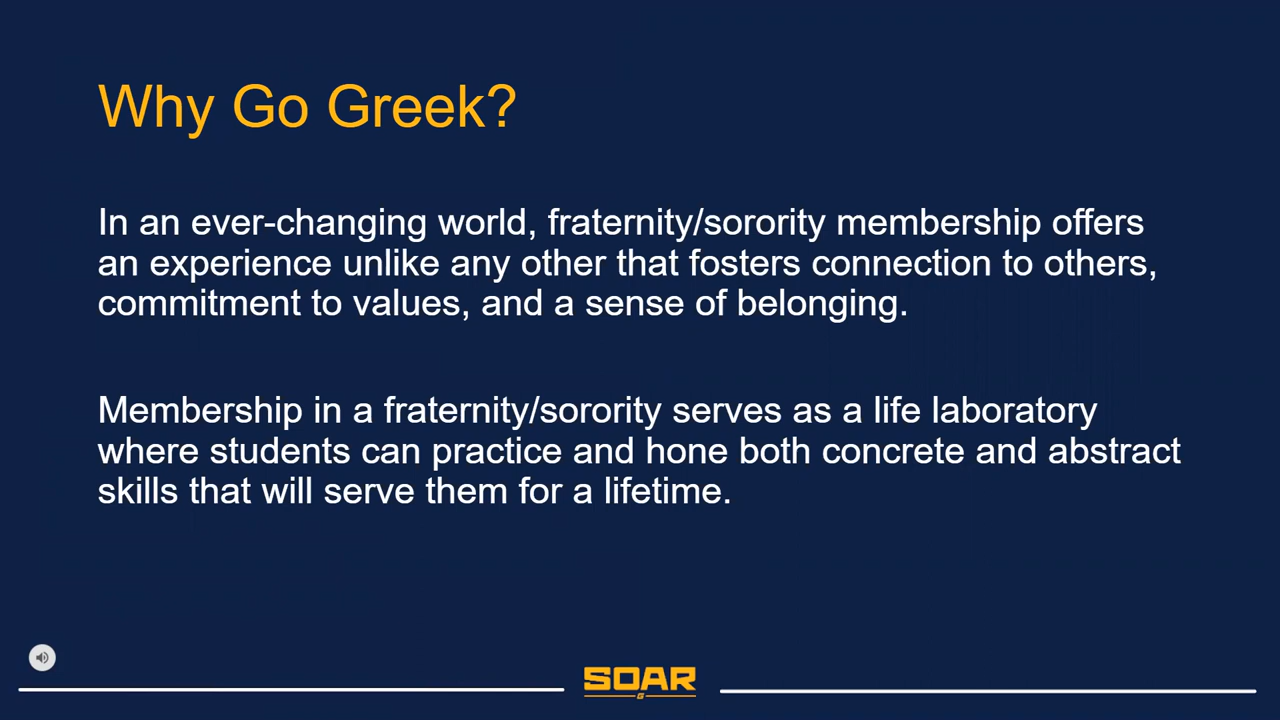 Why Go Greek?
In an ever-changing world, fraternity/sorority membership offers
an experience unlike any other that fosters connection to others,
commitment to values, and a sense of belonging.
Membership in a fraternity/sorority serves as a life laboratory
where students can practice and hone both concrete and abstract
skills that will serve them for a lifetime.
SOAR
G